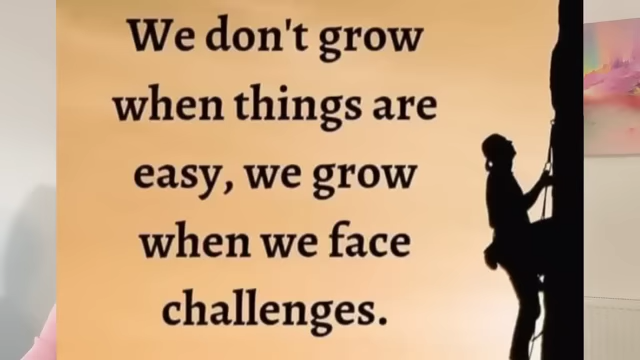 We don't grow
when things are
easy, we grow
when we face
challenges.